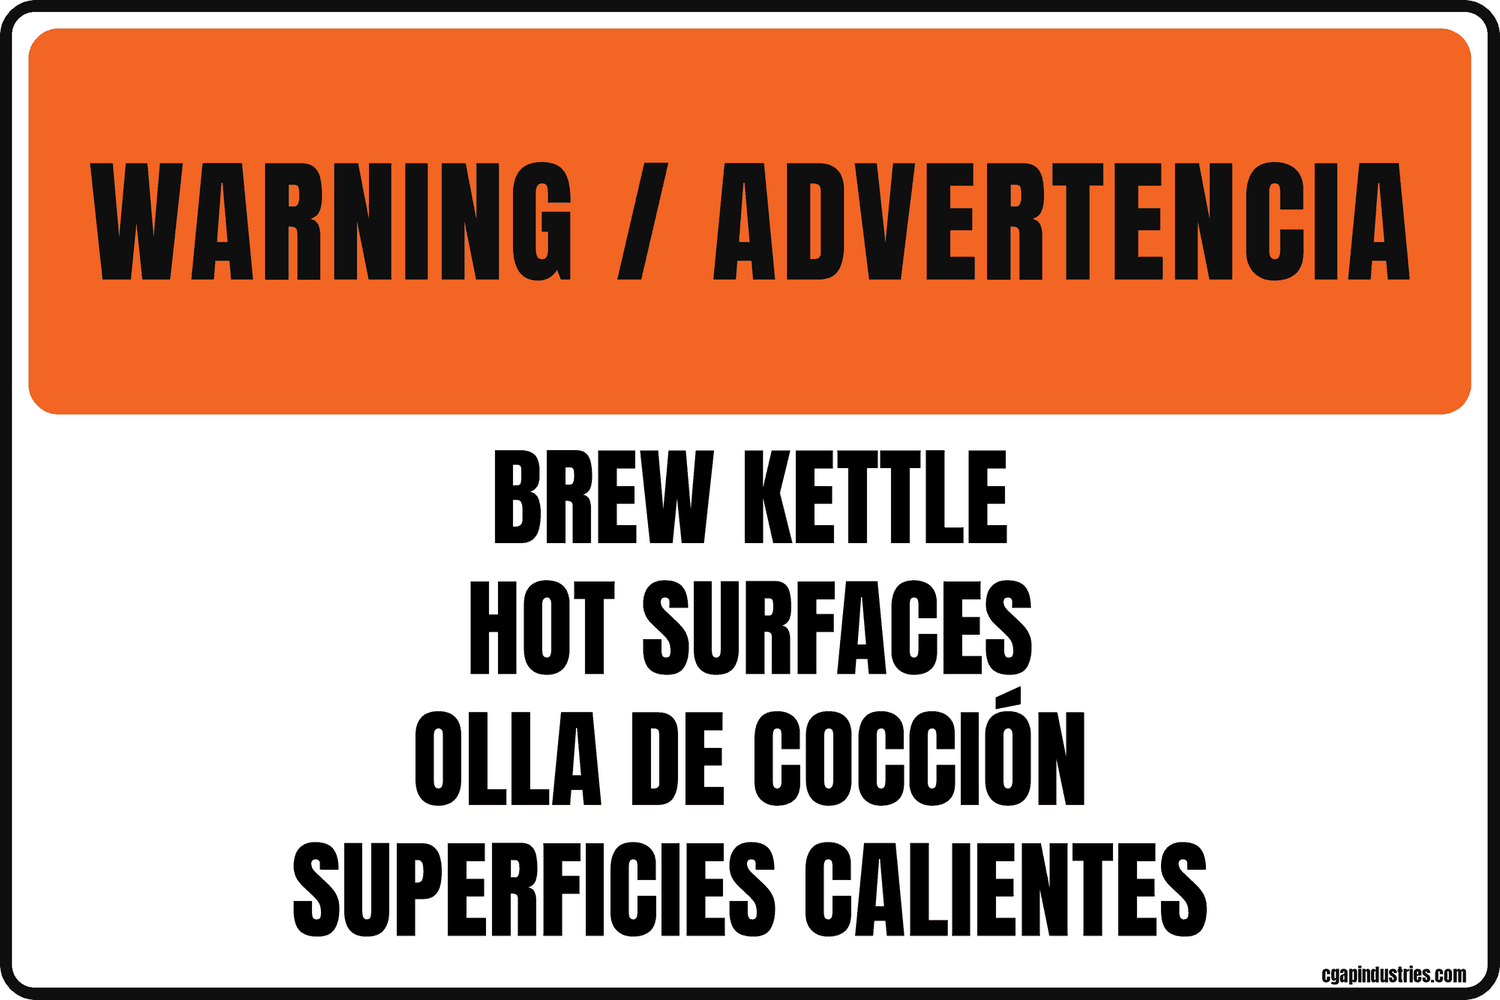 WARNING / ADVERTENCIA
BREW KETTLE
HOT SURFACES
OLLA DE COCCIÓN
SUPERFICIES CALIENTES
cgapindustries.com